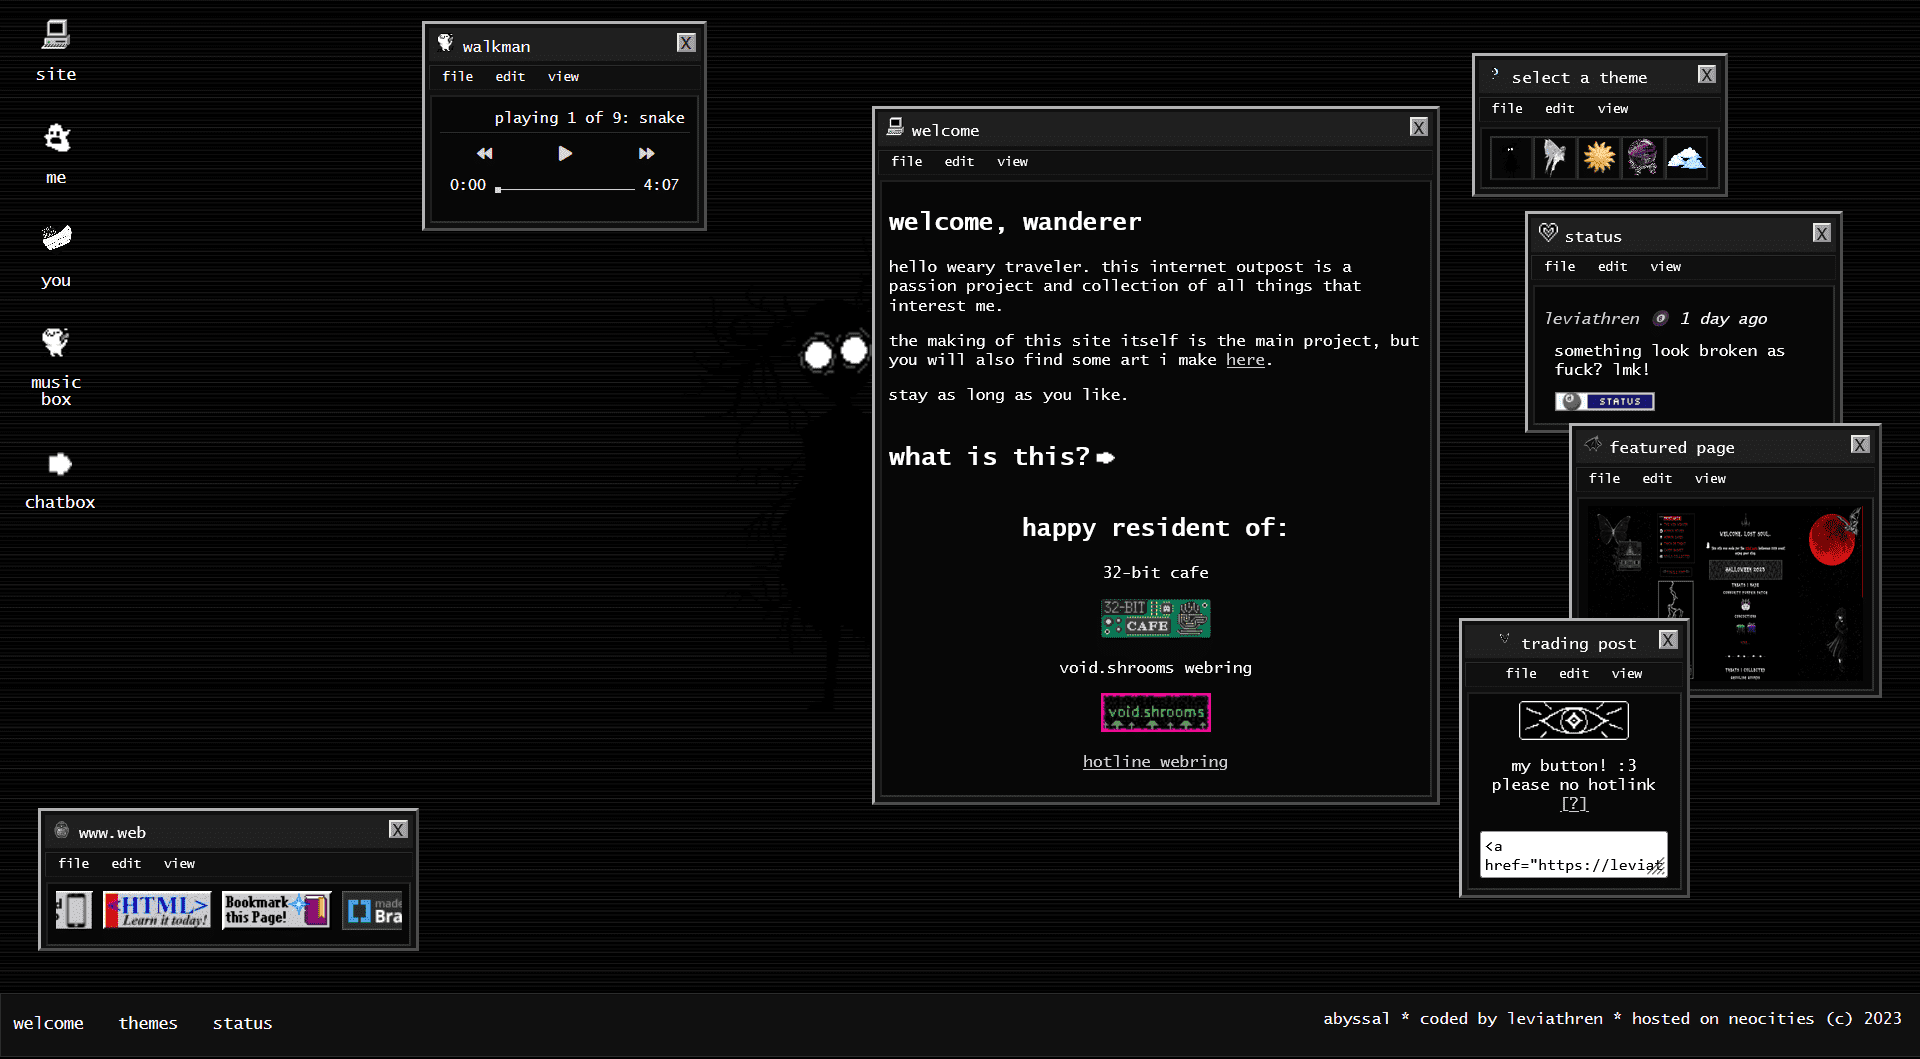 site
me
you
music
box
chatbox
walkman
X
file edit view
playing 1 of 9: snake
0:00 4:07
welcome
X
file edit view
welcome, wanderer
hello weary traveler. this internet outpost is a
passion project and collection of all things that
interest me.
the making of this site itself is the main project, but
you will also find some art i make here.
stay as long as you like.
what is this?
happy resident of:
32-bit cafe
32-BIT
CAFE
void.shrooms webring
void.shrooms
hotline webring
select a theme
X
file edit view
status
X
file edit view
leviathren 1 day ago
something look broken as
fuck? lmk!
STATUS
featured page
X
file edit view
WELCOME, LOST SOUL.
HALLOWEEN 2023
trading post
X
file edit view
my button! :3
please no hotlink
[?]
<a
href="https://leviat
www.web
X
file edit view
<HTML>
Learn it today!
Bookmark
this Page!
made
Bra
welcome themes status
abyssal * coded by leviathren * hosted on neocities (c) 2023